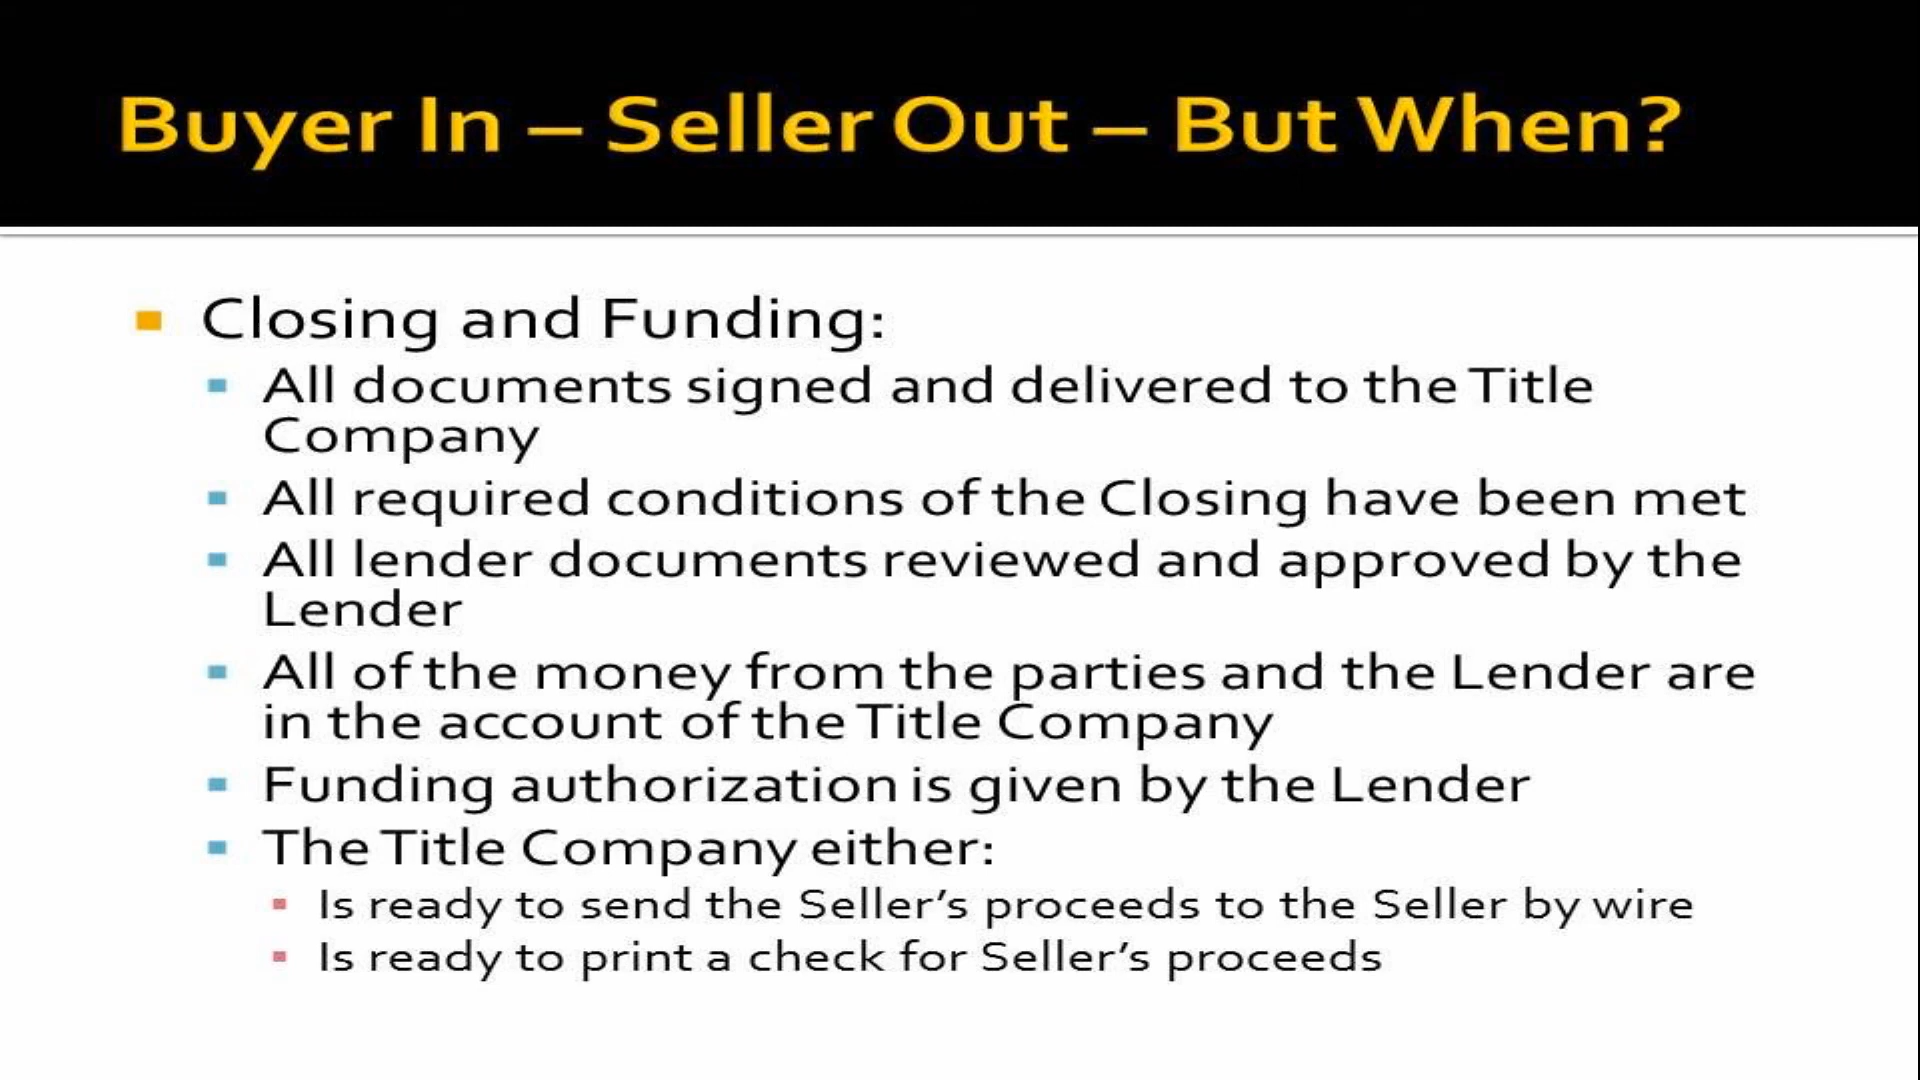 Buyer In – Seller Out – But When?
Closing and Funding:
All documents signed and delivered to the Title
Company
All required conditions of the Closing have been met
All lender documents reviewed and approved by the
Lender
All of the money from the parties and the Lender are
in the account of the Title Company
Funding authorization is given by the Lender
The Title Company either:
Is ready to send the Seller’s proceeds to the Seller by wire
Is ready to print a check for Seller’s proceeds